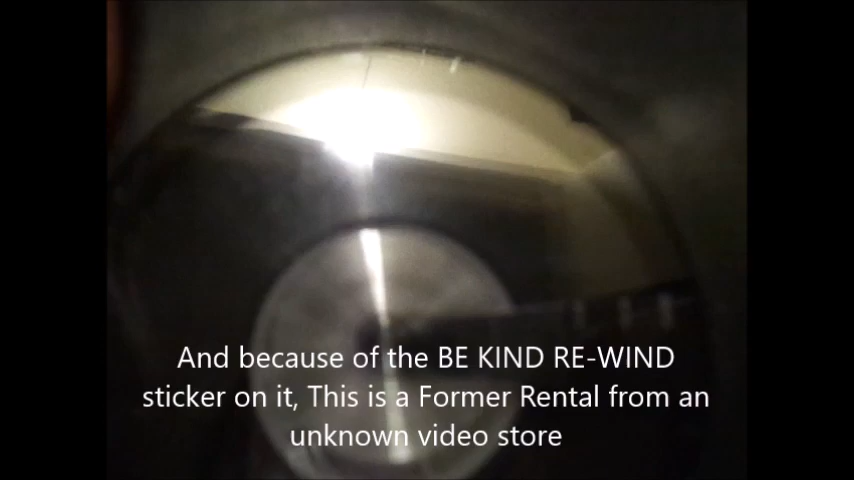 And because of the BE KIND RE-WIND
sticker on it, This is a Former Rental from an
unknown video store